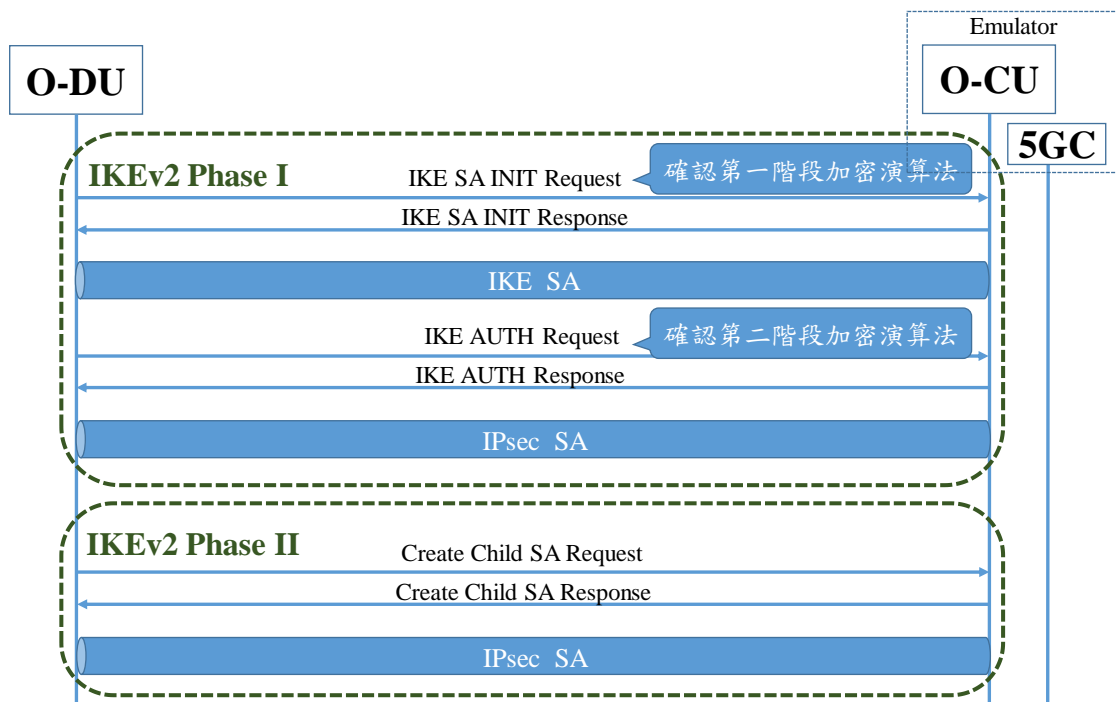 Emulator
O-DU
O-CU
5GC
IKEv2 Phase I
IKE SA INIT Request
確認第一階段加密演算法
IKE SA INIT Response
IKE SA
IKE AUTH Request
確認第二階段加密演算法
IKE AUTH Response
IPsec SA
IKEv2 Phase II
Create Child SA Request
Create Child SA Response
IPsec SA